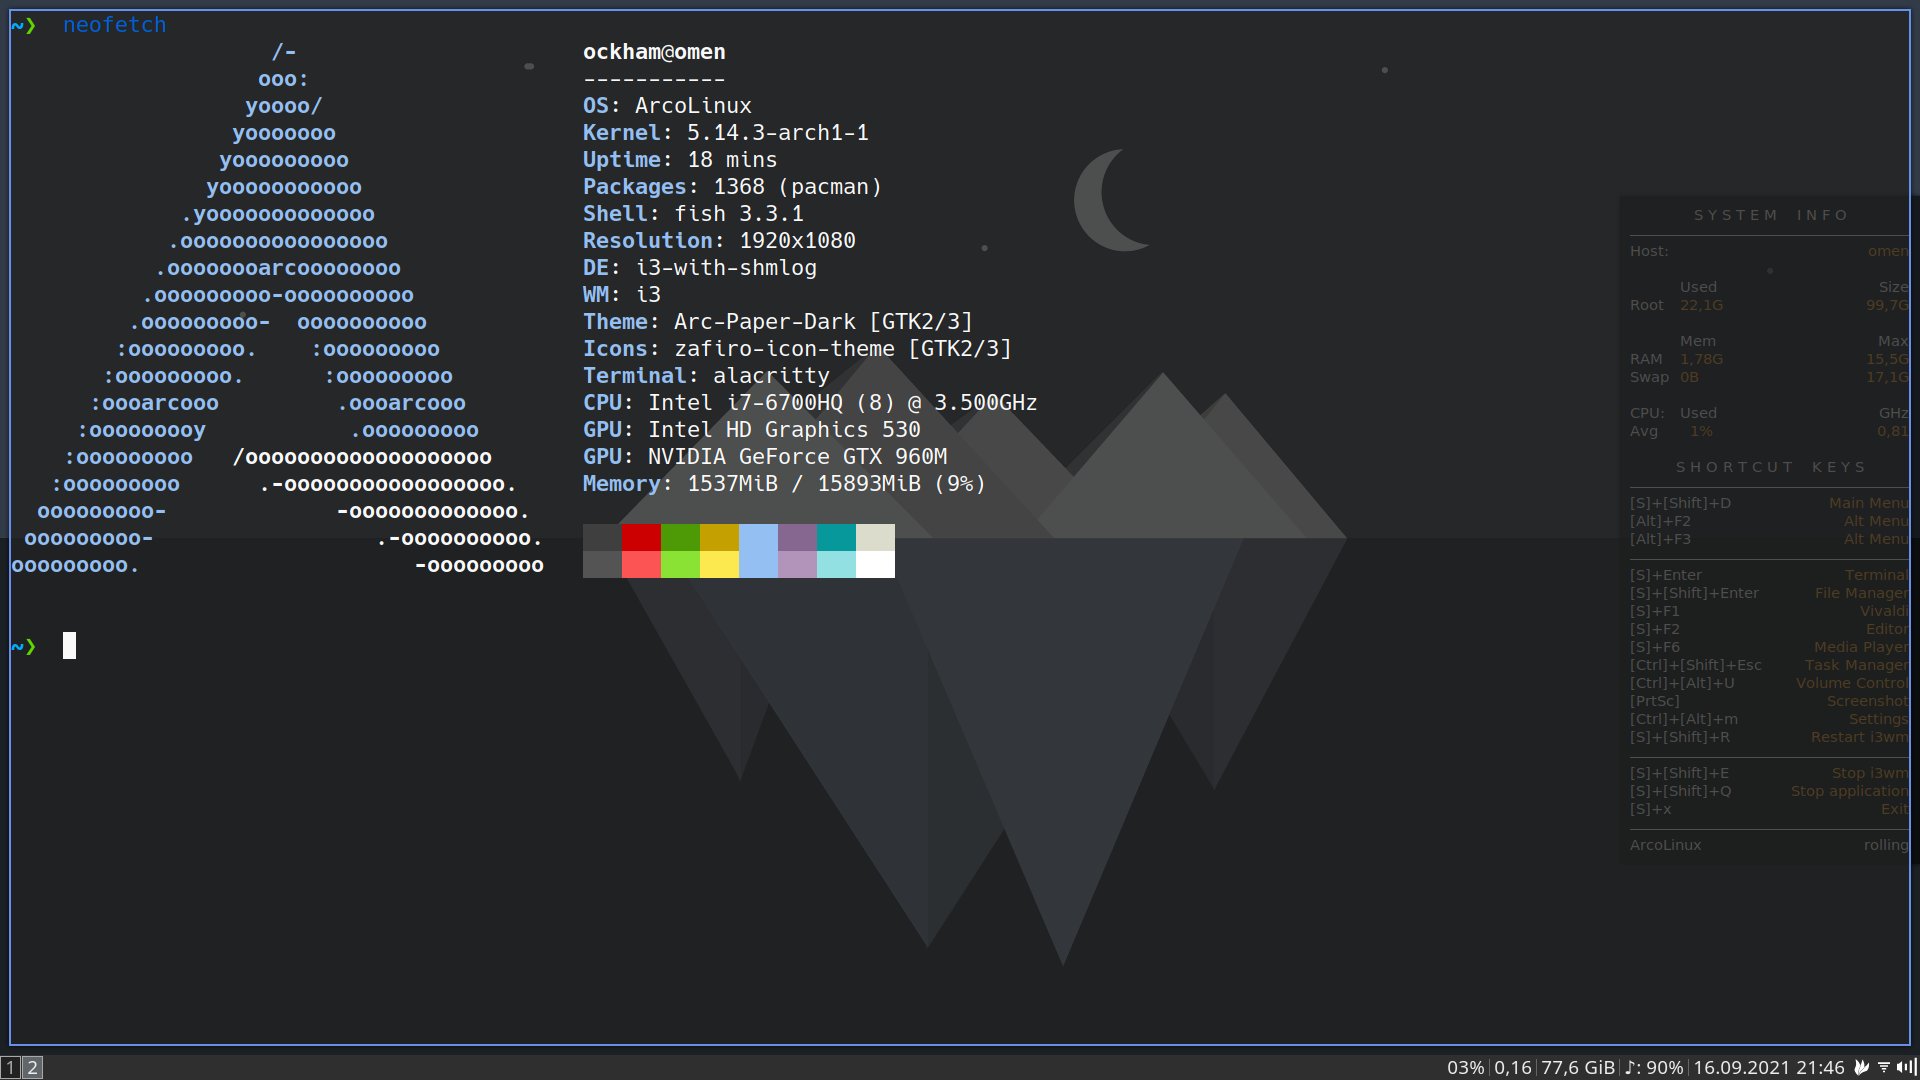 ~❯ neofetch
/-
ooo:
yoooo/
yooooooo
yooooooooo
yooooooooooo
.yooooooooooooo
.oooooooooooooooo
.oooooooarcoooooooo
.ooooooooo-oooooooooo
.ooooooooo-  oooooooooo
:ooooooooo.    :ooooooooo
:ooooooooo.      :ooooooooo
:oooarcooo         .oooarcooo
:ooooooooy           .ooooooooo
:ooooooooo   /ooooooooooooooooooo
:ooooooooo      .-ooooooooooooooooo.
ooooooooo-             -ooooooooooooo.
ooooooooo-                 .-oooooooooo.
ooooooooo.                     -ooooooooo
ockham@omen
-----------
OS: ArcoLinux
Kernel: 5.14.3-arch1-1
Uptime: 18 mins
Packages: 1368 (pacman)
Shell: fish 3.3.1
Resolution: 1920x1080
DE: i3-with-shmlog
WM: i3
Theme: Arc-Paper-Dark [GTK2/3]
Icons: zafiro-icon-theme [GTK2/3]
Terminal: alacritty
CPU: Intel i7-6700HQ (8) @ 3.500GHz
GPU: Intel HD Graphics 530
GPU: NVIDIA GeForce GTX 960M
Memory: 1537MiB / 15893MiB (9%)
~❯
SYSTEM INFO
Host: omen
Used Size
Root 22,1G 99,7G
Mem Max
RAM 1,78G 15,5G
Swap 0B 17,1G
CPU: Used GHz
Avg 1% 0,81
SHORTCUT KEYS
[S]+[Shift]+D Main Menu
[Alt]+F2 Alt Menu
[Alt]+F3 Alt Menu
[S]+Enter Terminal
[S]+[Shift]+Enter File Manager
[S]+F1 Vivaldi
[S]+F2 Editor
[S]+F6 Media Player
[Ctrl]+[Shift]+Esc Task Manager
[Ctrl]+[Alt]+U Volume Control
[PrtSc] Screenshot
[Ctrl]+[Alt]+m Settings
[S]+[Shift]+R Restart i3wm
[S]+[Shift]+E Stop i3wm
[S]+[Shift]+Q Stop application
[S]+x Exit
ArcoLinux rolling
1 2
03% 0,16 77,6 GiB ♪: 90% 16.09.2021 21:46